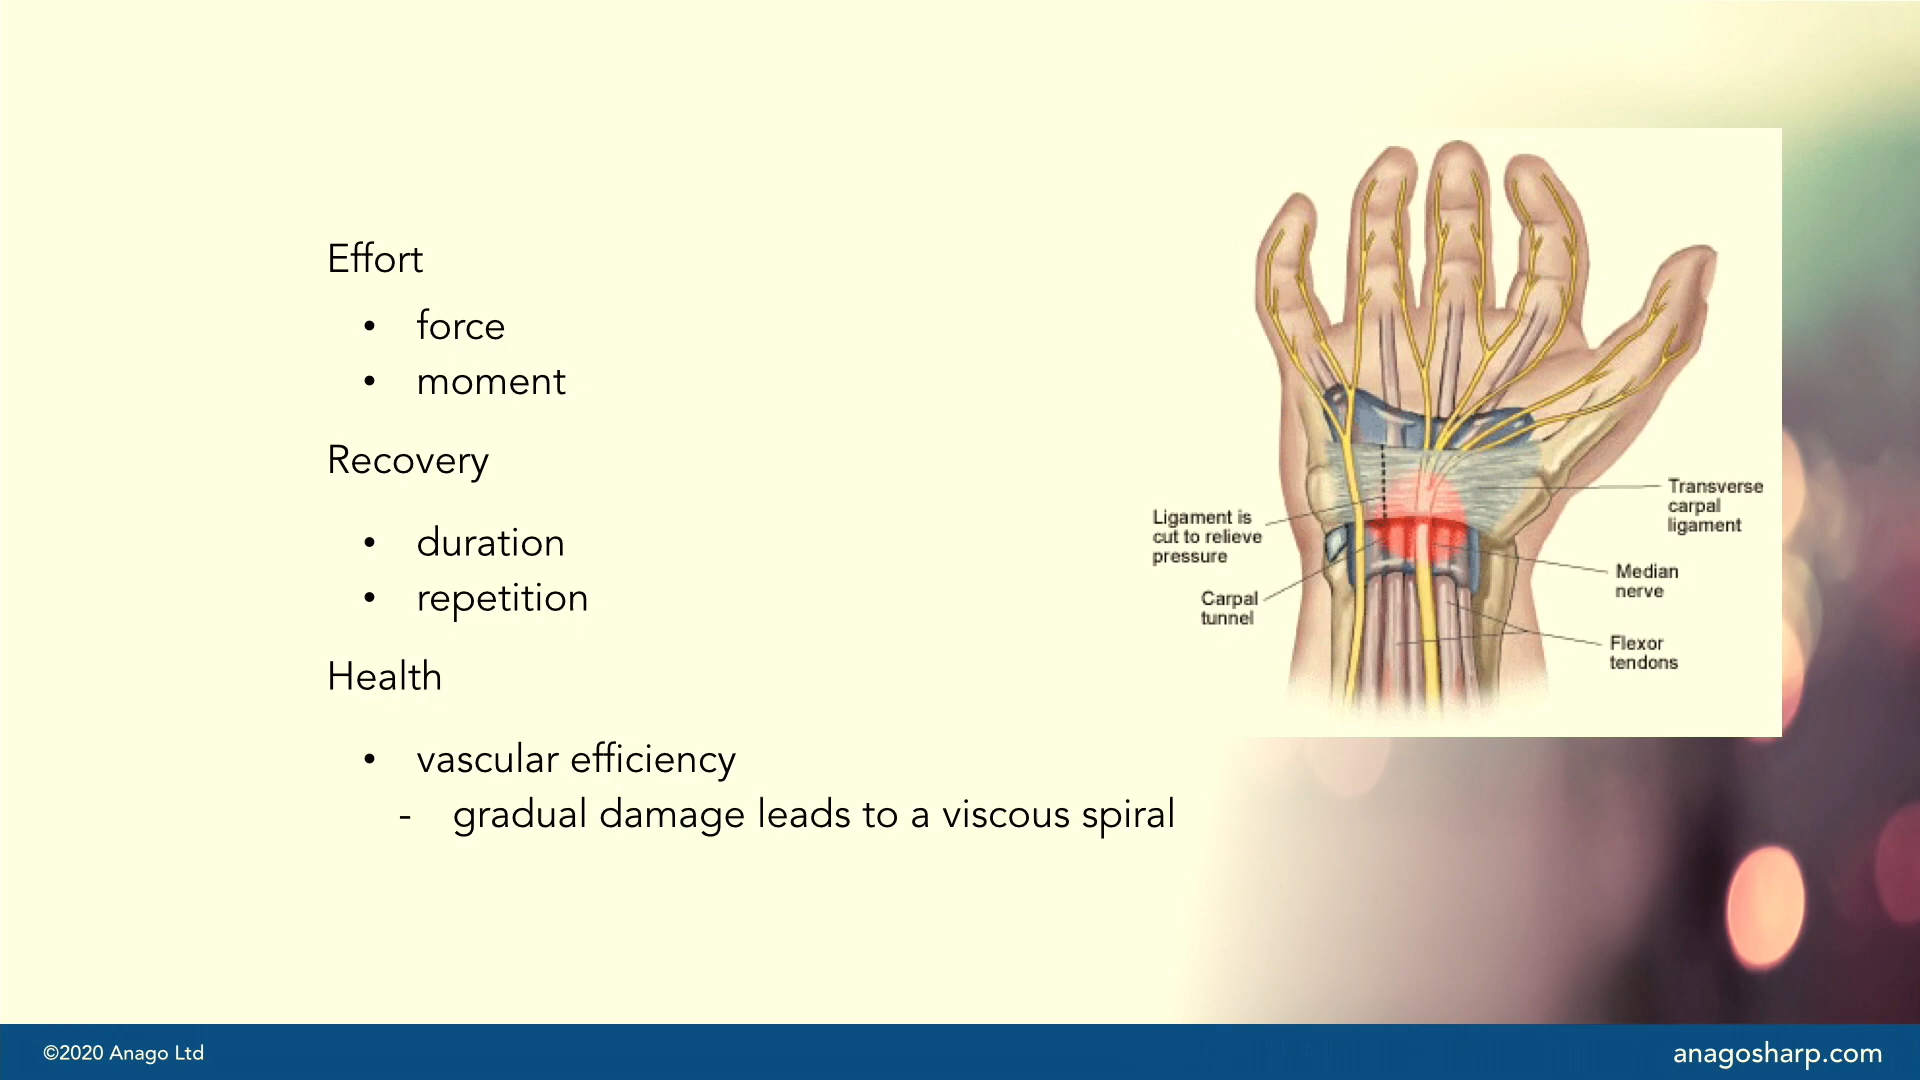 Effort
• force
• moment
Recovery
• duration
• repetition
Health
• vascular efficiency
- gradual damage leads to a viscous spiral
Ligament is
cut to relieve
pressure
Carpal
tunnel
Transverse
carpal
ligament
Median
nerve
Flexor
tendons
©2020 Anago Ltd
anagosharp.com